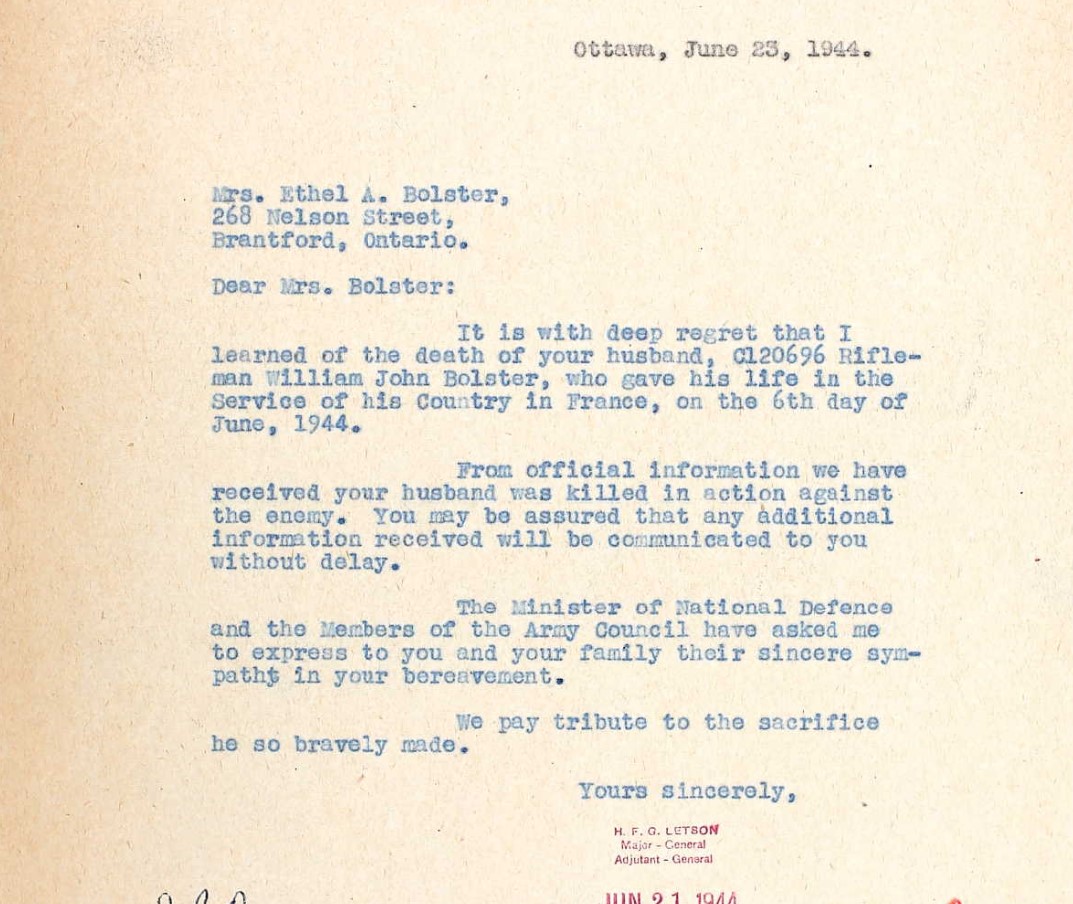 Ottawa, June 23, 1944.
Mrs. Ethel A. Bolster,
268 Nelson Street,
Brantford, Ontario.
Dear Mrs. Bolster:
It is with deep regret that I
learned of the death of your husband, C120696 Rifle-
man William John Bolster, who gave his life in the
Service of his Country in France, on the 6th day of
June, 1944.
From official information we have
received your husband was killed in action against
the enemy. You may be assured that any additional
information received will be communicated to you
without delay.
The Minister of National Defence
and the Members of the Army Council have asked me
to express to you and your family their sincere sym-
pathy in your bereavement.
We pay tribute to the sacrifice
he so bravely made.
Yours sincerely,
H. F. G. LETSON
Major - General
Adjutant - General
JUN 21 1944